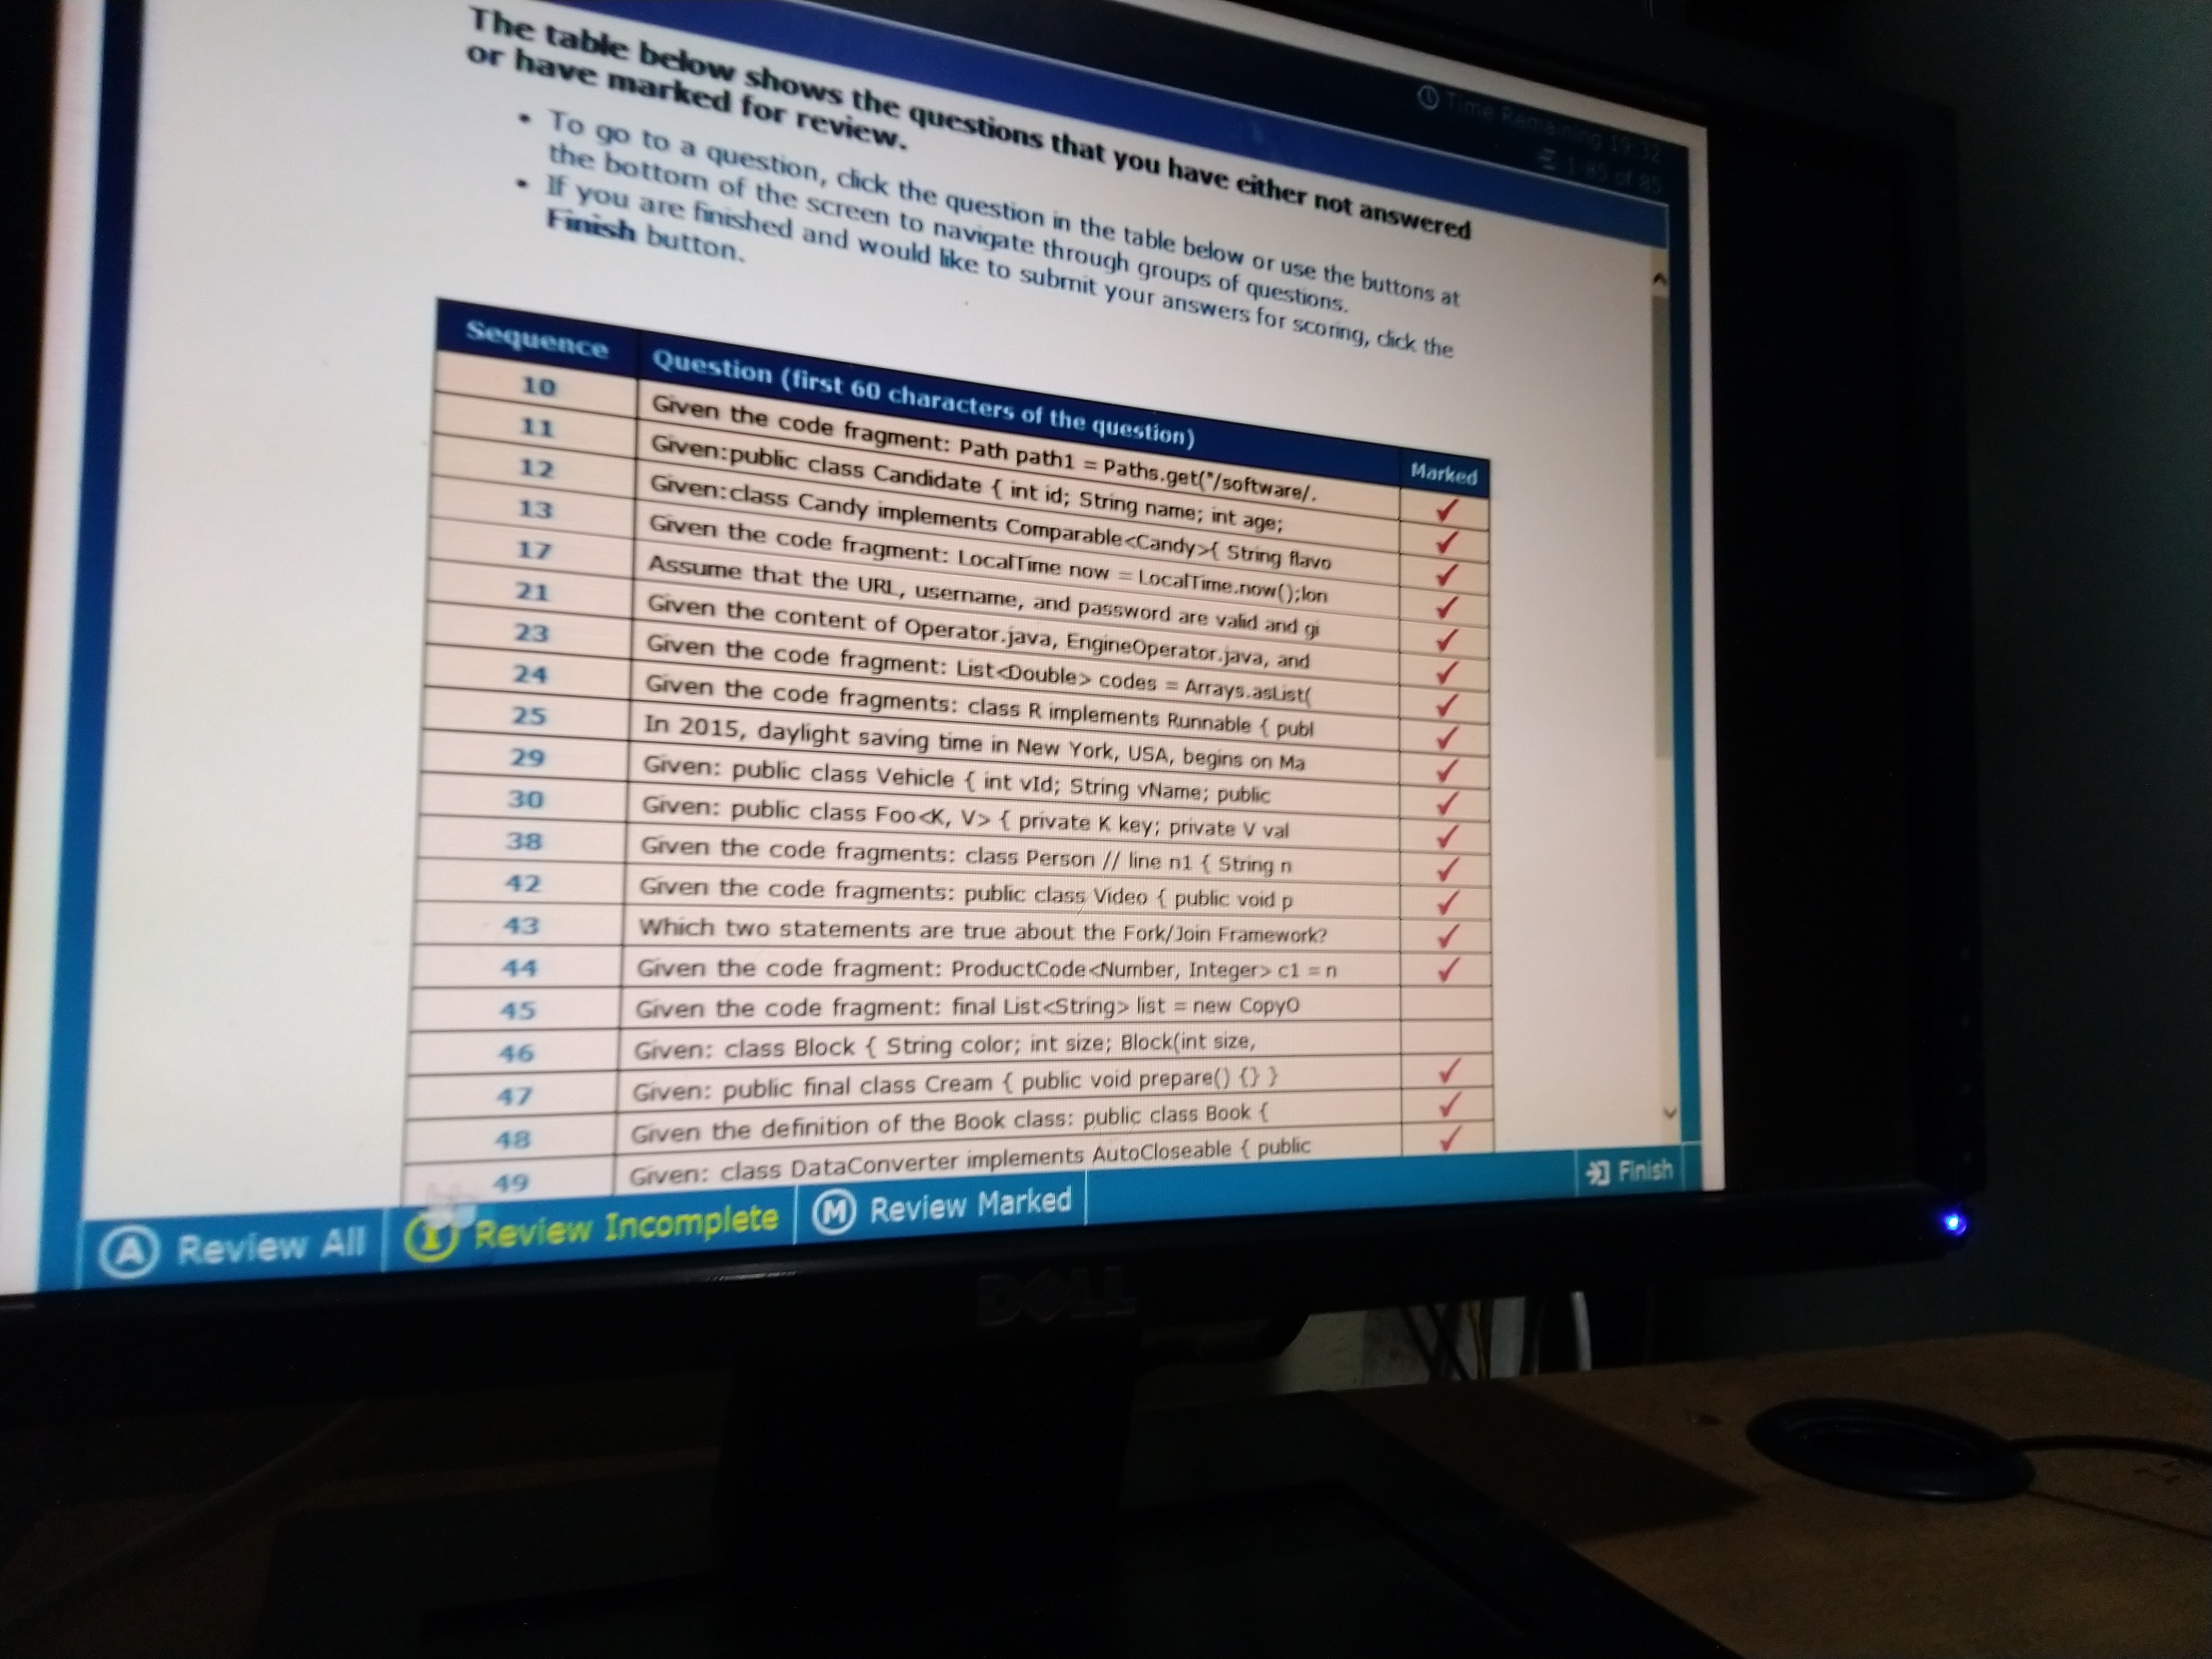 Time Remaining 19:32
1-85 of 85
The table below shows the questions that you have either not answered
or have marked for review.
• To go to a question, click the question in the table below or use the buttons at
the bottom of the screen to navigate through groups of questions.
• If you are finished and would like to submit your answers for scoring, click the
Finish button.
Sequence Question (first 60 characters of the question) Marked
10 Given the code fragment: Path path1 = Paths.get("/software/. ✓
11 Given:public class Candidate { int id; String name; int age; ✓
12 Given:class Candy implements Comparable<Candy>{ String flavo ✓
13 Given the code fragment: LocalTime now = LocalTime.now();lon ✓
17 Assume that the URL, username, and password are valid and gi ✓
21 Given the content of Operator.java, EngineOperator.java, and ✓
23 Given the code fragment: List<Double> codes = Arrays.asList( ✓
24 Given the code fragments: class R implements Runnable { publ ✓
25 In 2015, daylight saving time in New York, USA, begins on Ma ✓
29 Given: public class Vehicle { int vId; String vName; public ✓
30 Given: public class Foo<K, V> { private K key; private V val ✓
38 Given the code fragments: class Person // line n1 { String n ✓
42 Given the code fragments: public class Video { public void p ✓
43 Which two statements are true about the Fork/Join Framework? ✓
44 Given the code fragment: ProductCode<Number, Integer> c1 = n ✓
45 Given the code fragment: final List<String> list = new CopyO
46 Given: class Block { String color; int size; Block(int size,
47 Given: public final class Cream { public void prepare() {} } ✓
48 Given the definition of the Book class: public class Book { ✓
49 Given: class DataConverter implements AutoCloseable { public ✓
A Review All I Review Incomplete M Review Marked Finish
DELL